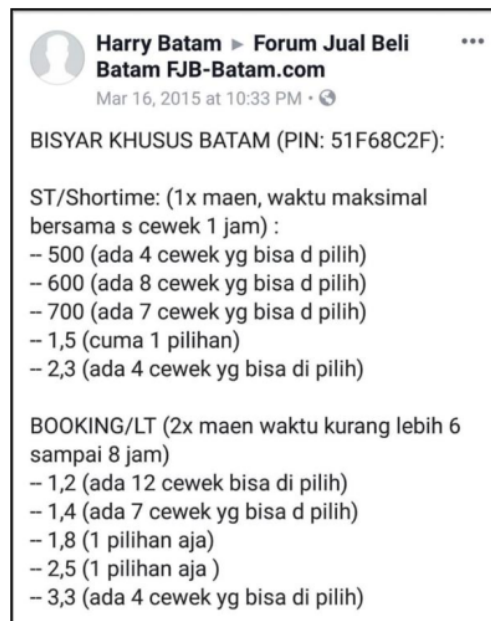 Harry Batam ▶ Forum Jual Beli
Batam FJB-Batam.com
Mar 16, 2015 at 10:33 PM •
BISYAR KHUSUS BATAM (PIN: 51F68C2F):
ST/Shortime: (1x maen, waktu maksimal
bersama s cewek 1 jam) :
-- 500 (ada 4 cewek yg bisa d pilih)
-- 600 (ada 8 cewek yg bisa d pilih)
-- 700 (ada 7 cewek yg bisa d pilih)
-- 1,5 (cuma 1 pilihan)
-- 2,3 (ada 4 cewek yg bisa di pilih)
BOOKING/LT (2x maen waktu kurang lebih 6
sampai 8 jam)
-- 1,2 (ada 12 cewek bisa di pilih)
-- 1,4 (ada 7 cewek yg bisa d pilih)
-- 1,8 (1 pilihan aja)
-- 2,5 (1 pilihan aja )
-- 3,3 (ada 4 cewek yg bisa di pilih)